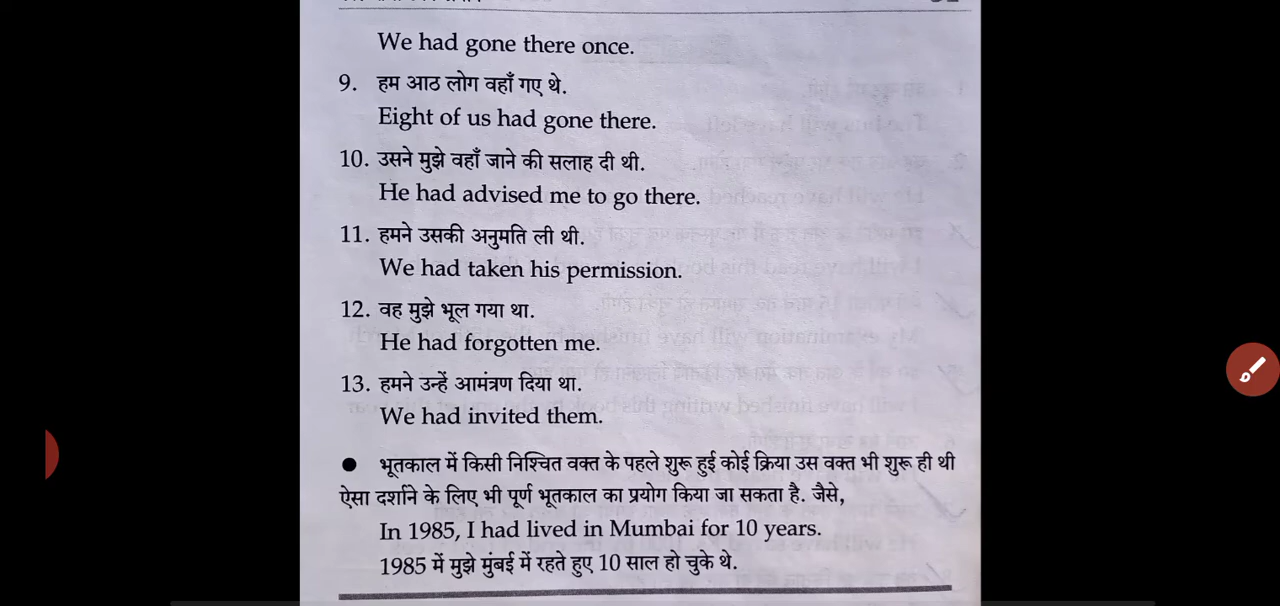 We had gone there once.
9. हम आठ लोग वहाँ गए थे.
Eight of us had gone there.
10. उसने मुझे वहाँ जाने की सलाह दी थी.
He had advised me to go there.
11. हमने उसकी अनुमति ली थी.
We had taken his permission.
12. वह मुझे भूल गया था.
He had forgotten me.
13. हमने उन्हें आमंत्रण दिया था.
We had invited them.
● भूतकाल में किसी निश्चित वक्त के पहले शुरू हुई कोई क्रिया उस वक्त भी शुरू ही थी
ऐसा दर्शाने के लिए भी पूर्ण भूतकाल का प्रयोग किया जा सकता है. जैसे,
In 1985, I had lived in Mumbai for 10 years.
1985 में मुझे मुंबई में रहते हुए 10 साल हो चुके थे.